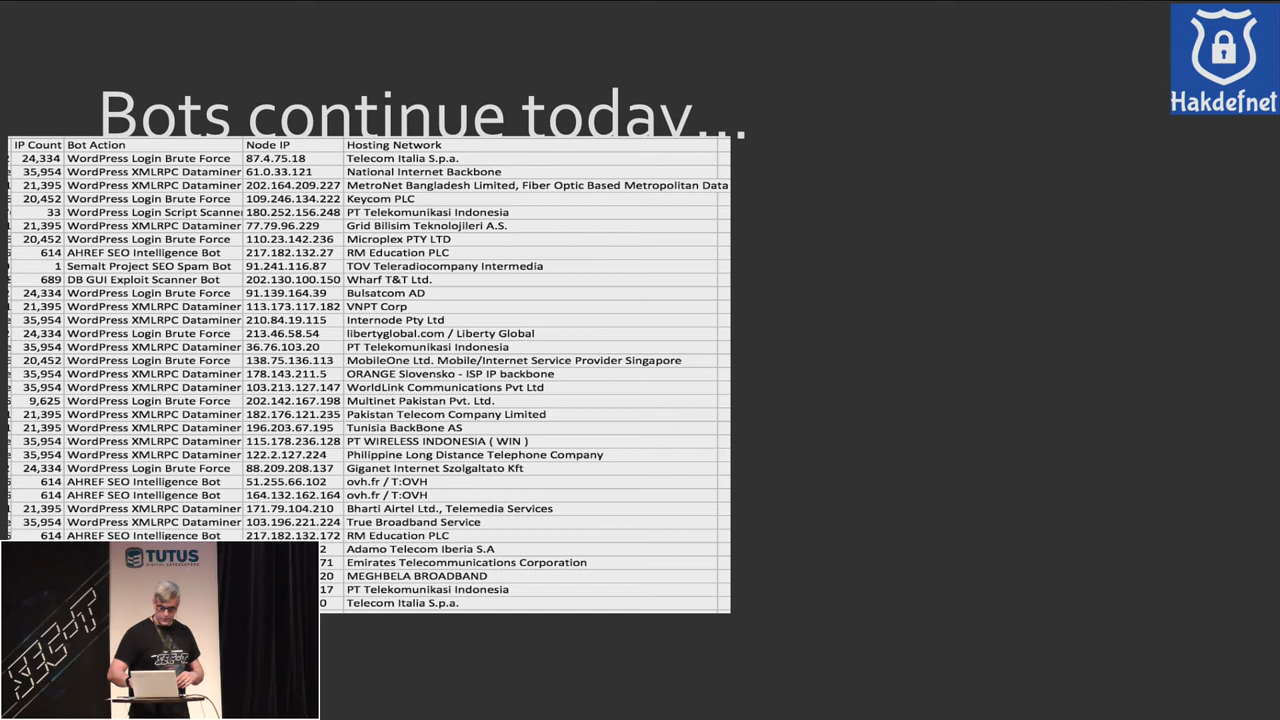 Hakdefnet
Bots continue today...
IP Count Bot Action Node IP Hosting Network
24,334 WordPress Login Brute Force 87.4.75.18 Telecom Italia S.p.a.
35,954 WordPress XMLRPC Dataminer 61.0.33.121 National Internet Backbone
21,395 WordPress XMLRPC Dataminer 202.164.209.227 MetroNet Bangladesh Limited, Fiber Optic Based Metropolitan Data
20,452 WordPress Login Brute Force 109.246.134.222 Keycom PLC
33 WordPress Login Script Scanner 180.252.156.248 PT Telekomunikasi Indonesia
21,395 WordPress XMLRPC Dataminer 77.79.96.229 Grid Bilisim Teknolojileri A.S.
20,452 WordPress Login Brute Force 110.23.142.236 Microplex PTY LTD
614 AHREF SEO Intelligence Bot 217.182.132.27 RM Education PLC
1 Semalt Project SEO Spam Bot 91.241.116.87 TOV Teleradiocompany Intermedia
689 DB GUI Exploit Scanner Bot 202.130.100.150 Wharf T&T Ltd.
24,334 WordPress Login Brute Force 91.139.164.39 Bulsatcom AD
21,395 WordPress XMLRPC Dataminer 113.173.117.182 VNPT Corp
35,954 WordPress XMLRPC Dataminer 210.84.19.115 Internode Pty Ltd
24,334 WordPress Login Brute Force 213.46.58.54 libertyglobal.com / Liberty Global
35,954 WordPress XMLRPC Dataminer 36.76.103.20 PT Telekomunikasi Indonesia
20,452 WordPress Login Brute Force 138.75.136.113 MobileOne Ltd. Mobile/Internet Service Provider Singapore
35,954 WordPress XMLRPC Dataminer 178.143.211.5 ORANGE Slovensko - ISP IP backbone
35,954 WordPress XMLRPC Dataminer 103.213.127.147 WorldLink Communications Pvt Ltd
9,625 WordPress XMLRPC Dataminer 202.142.167.198 Multinet Pakistan Pvt. Ltd.
21,395 WordPress XMLRPC Dataminer 182.176.121.235 Pakistan Telecom Company Limited
21,395 WordPress XMLRPC Dataminer 196.203.67.195 Tunisia BackBone AS
35,954 WordPress XMLRPC Dataminer 115.178.236.128 PT WIRELESS INDONESIA ( WIN )
35,954 WordPress XMLRPC Dataminer 122.2.127.224 Philippine Long Distance Telephone Company
24,334 WordPress Login Brute Force 88.209.208.137 Giganet Internet Szolgaltato Kft
614 AHREF SEO Intelligence Bot 51.255.66.102 ovh.fr / T:OVH
614 AHREF SEO Intelligence Bot 164.132.162.164 ovh.fr / T:OVH
21,395 WordPress XMLRPC Dataminer 171.79.104.210 Bharti Airtel Ltd., Telemedia Services
35,954 WordPress XMLRPC Dataminer 103.196.221.224 True Broadband Service
614 AHREF SEO Intelligence Bot 217.182.132.172 RM Education PLC
2 Adamo Telecom Iberia S.A
71 Emirates Telecommunications Corporation
20 MEGHBELA BROADBAND
17 PT Telekomunikasi Indonesia
0 Telecom Italia S.p.a.
TUTUS
DIGITAL GATEKEEPERS
SEC-T
SEC-T